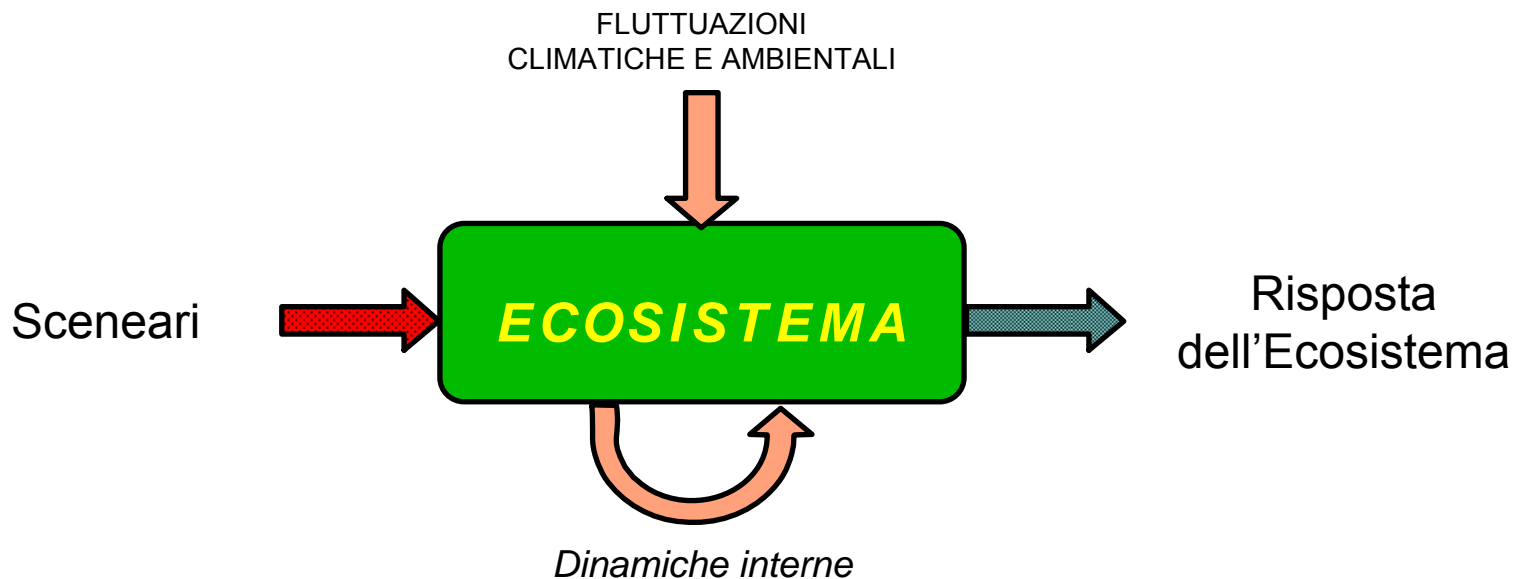 FLUTTUAZIONI
CLIMATICHE E AMBIENTALI
Sceneari
ECOSISTEMA
Risposta
dell’Ecosistema
Dinamiche interne